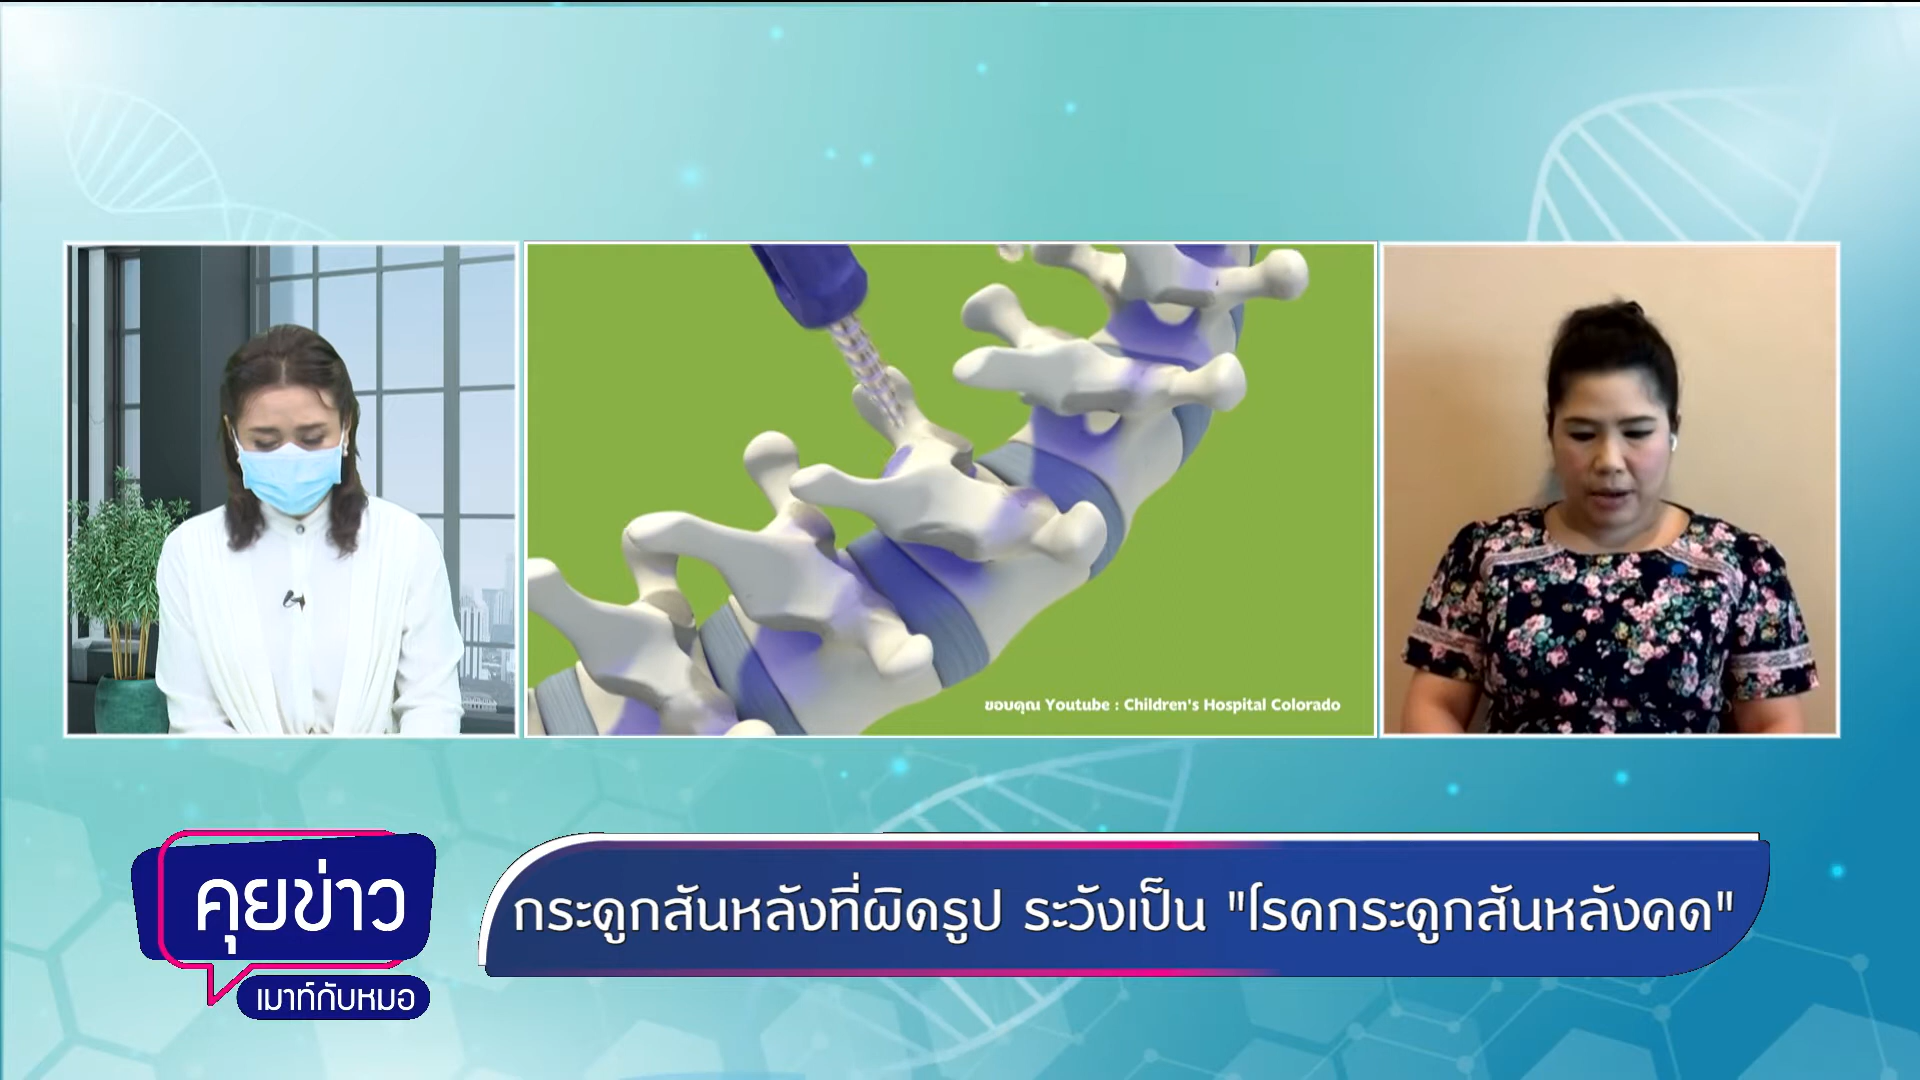 ขอบคุณ Youtube : Children's Hospital Colorado
คุยข่าว
เมาท์กับหมอ
กระดูกสันหลังที่ผิดรูป ระวังเป็น "โรคกระดูกสันหลังคด"